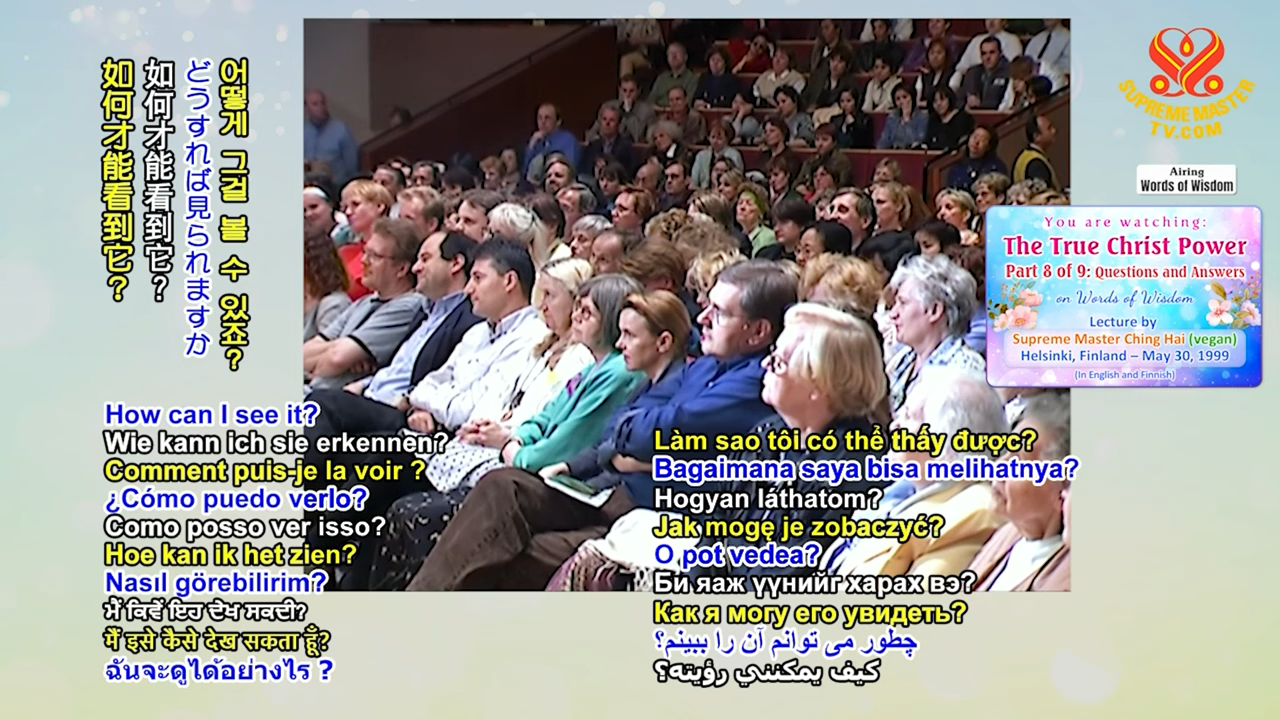 어떻게 그걸 볼 수 있죠?
どうすれば見られますか
如何才能看到它?
如何才能看到它?
How can I see it?
Wie kann ich sie erkennen?
Comment puis-je la voir ?
¿Cómo puedo verlo?
Como posso ver isso?
Hoe kan ik het zien?
Nasıl görebilirim?
ਮੈਂ ਕਿਵੇਂ ਇਹ ਦੇਖ ਸਕਦੀ?
मैं इसे कैसे देख सकता हूँ?
ฉันจะดูได้อย่างไร ?
Làm sao tôi có thể thấy được?
Bagaimana saya bisa melihatnya?
Hogyan láthatom?
Jak mogę je zobaczyć?
O pot vedea?
Би яаж үүнийг харах вэ?
Как я могу его увидеть?
چطور می توانم آن را ببینم؟
كيف يمكنني رؤيته؟
SUPREME MASTER
TV.COM
Airing
Words of Wisdom
You are watching:
The True Christ Power
Part 8 of 9: Questions and Answers
on Words of Wisdom
Lecture by
Supreme Master Ching Hai (vegan)
Helsinki, Finland – May 30, 1999
(In English and Finnish)